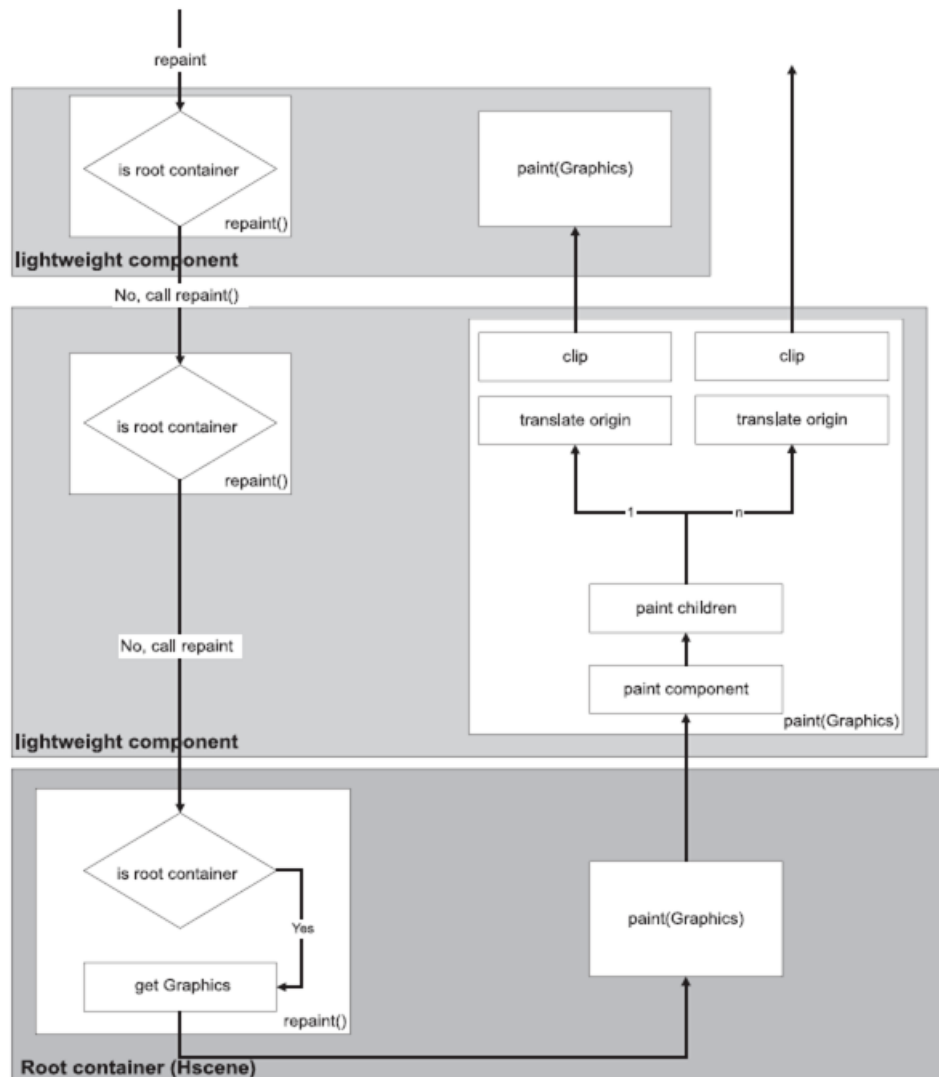 repaint
is root container
repaint()
paint(Graphics)
lightweight component
No, call repaint()
is root container
repaint()
clip
clip
translate origin
translate origin
1
n
paint children
paint component
paint(Graphics)
No, call repaint
lightweight component
is root container
Yes
get Graphics
repaint()
paint(Graphics)
Root container (Hscene)